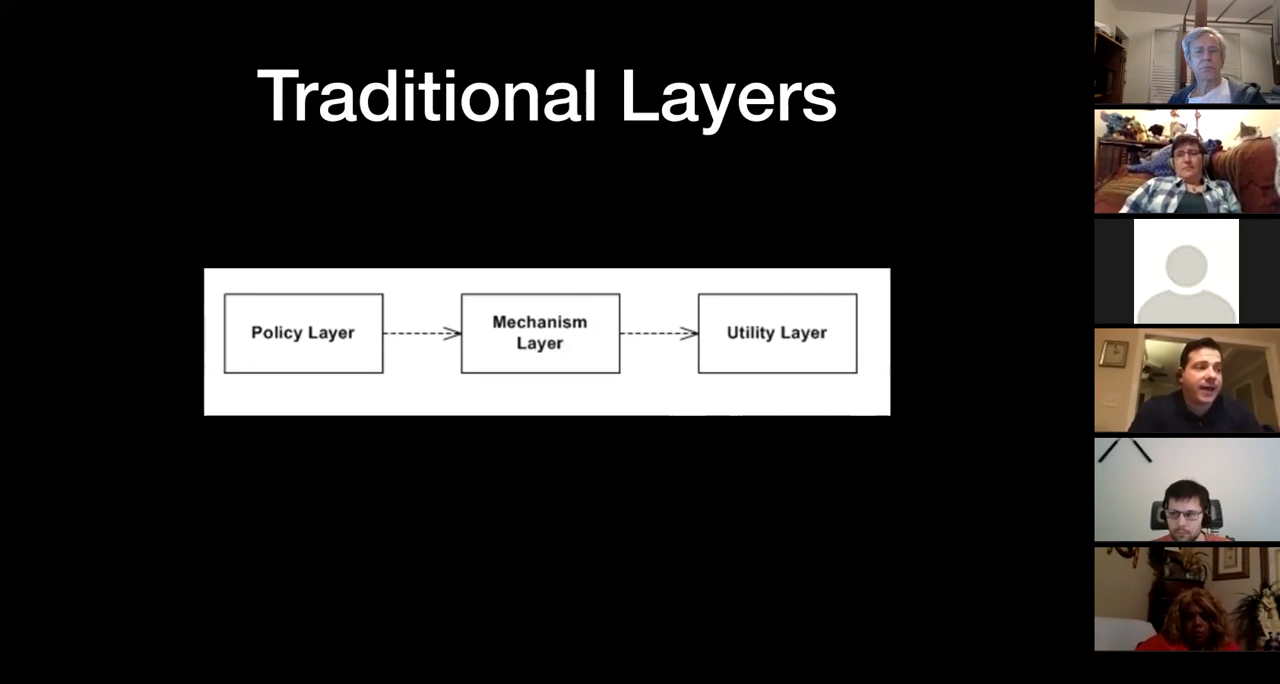 Traditional Layers
Policy Layer
Mechanism
Layer
Utility Layer